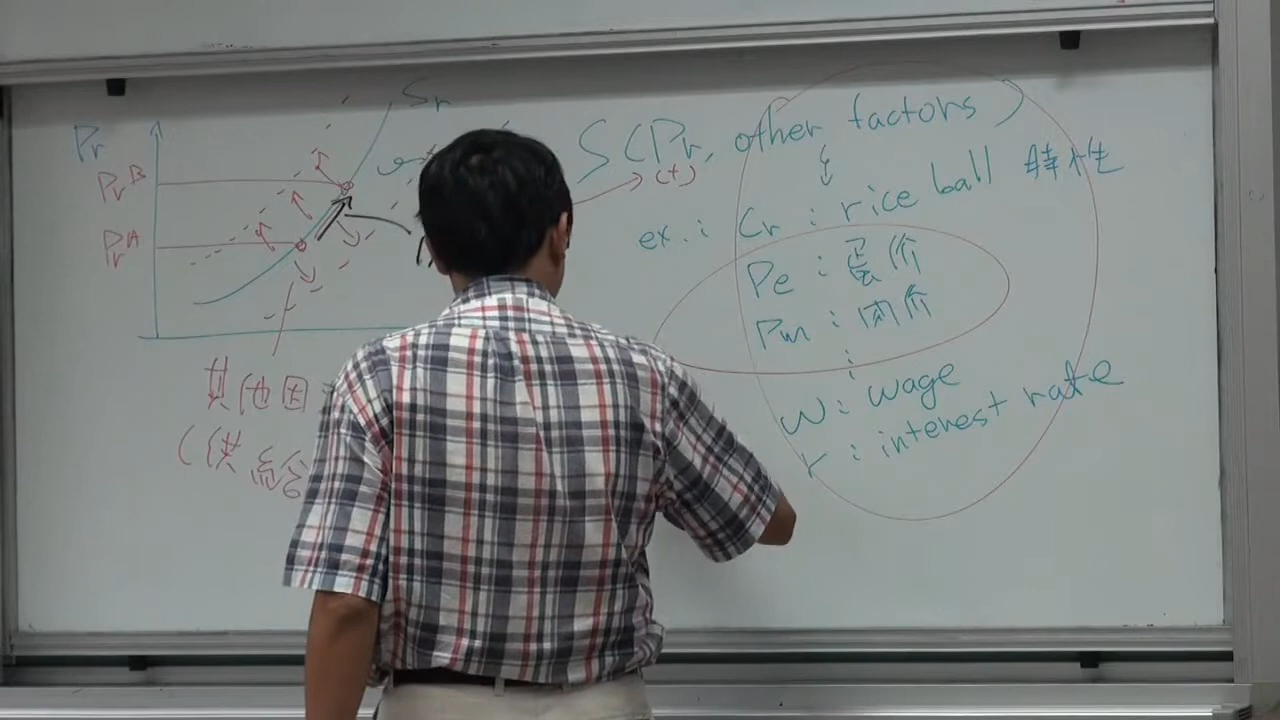 Sr
Pr
Pr^B
Pr^A
其他因
(供給
S(Pr, other factors)
(+)
ex.: Cr : rice ball 特性
Pe : 蛋价
Pm : 肉价
⋮
w : wage
r : interest rate